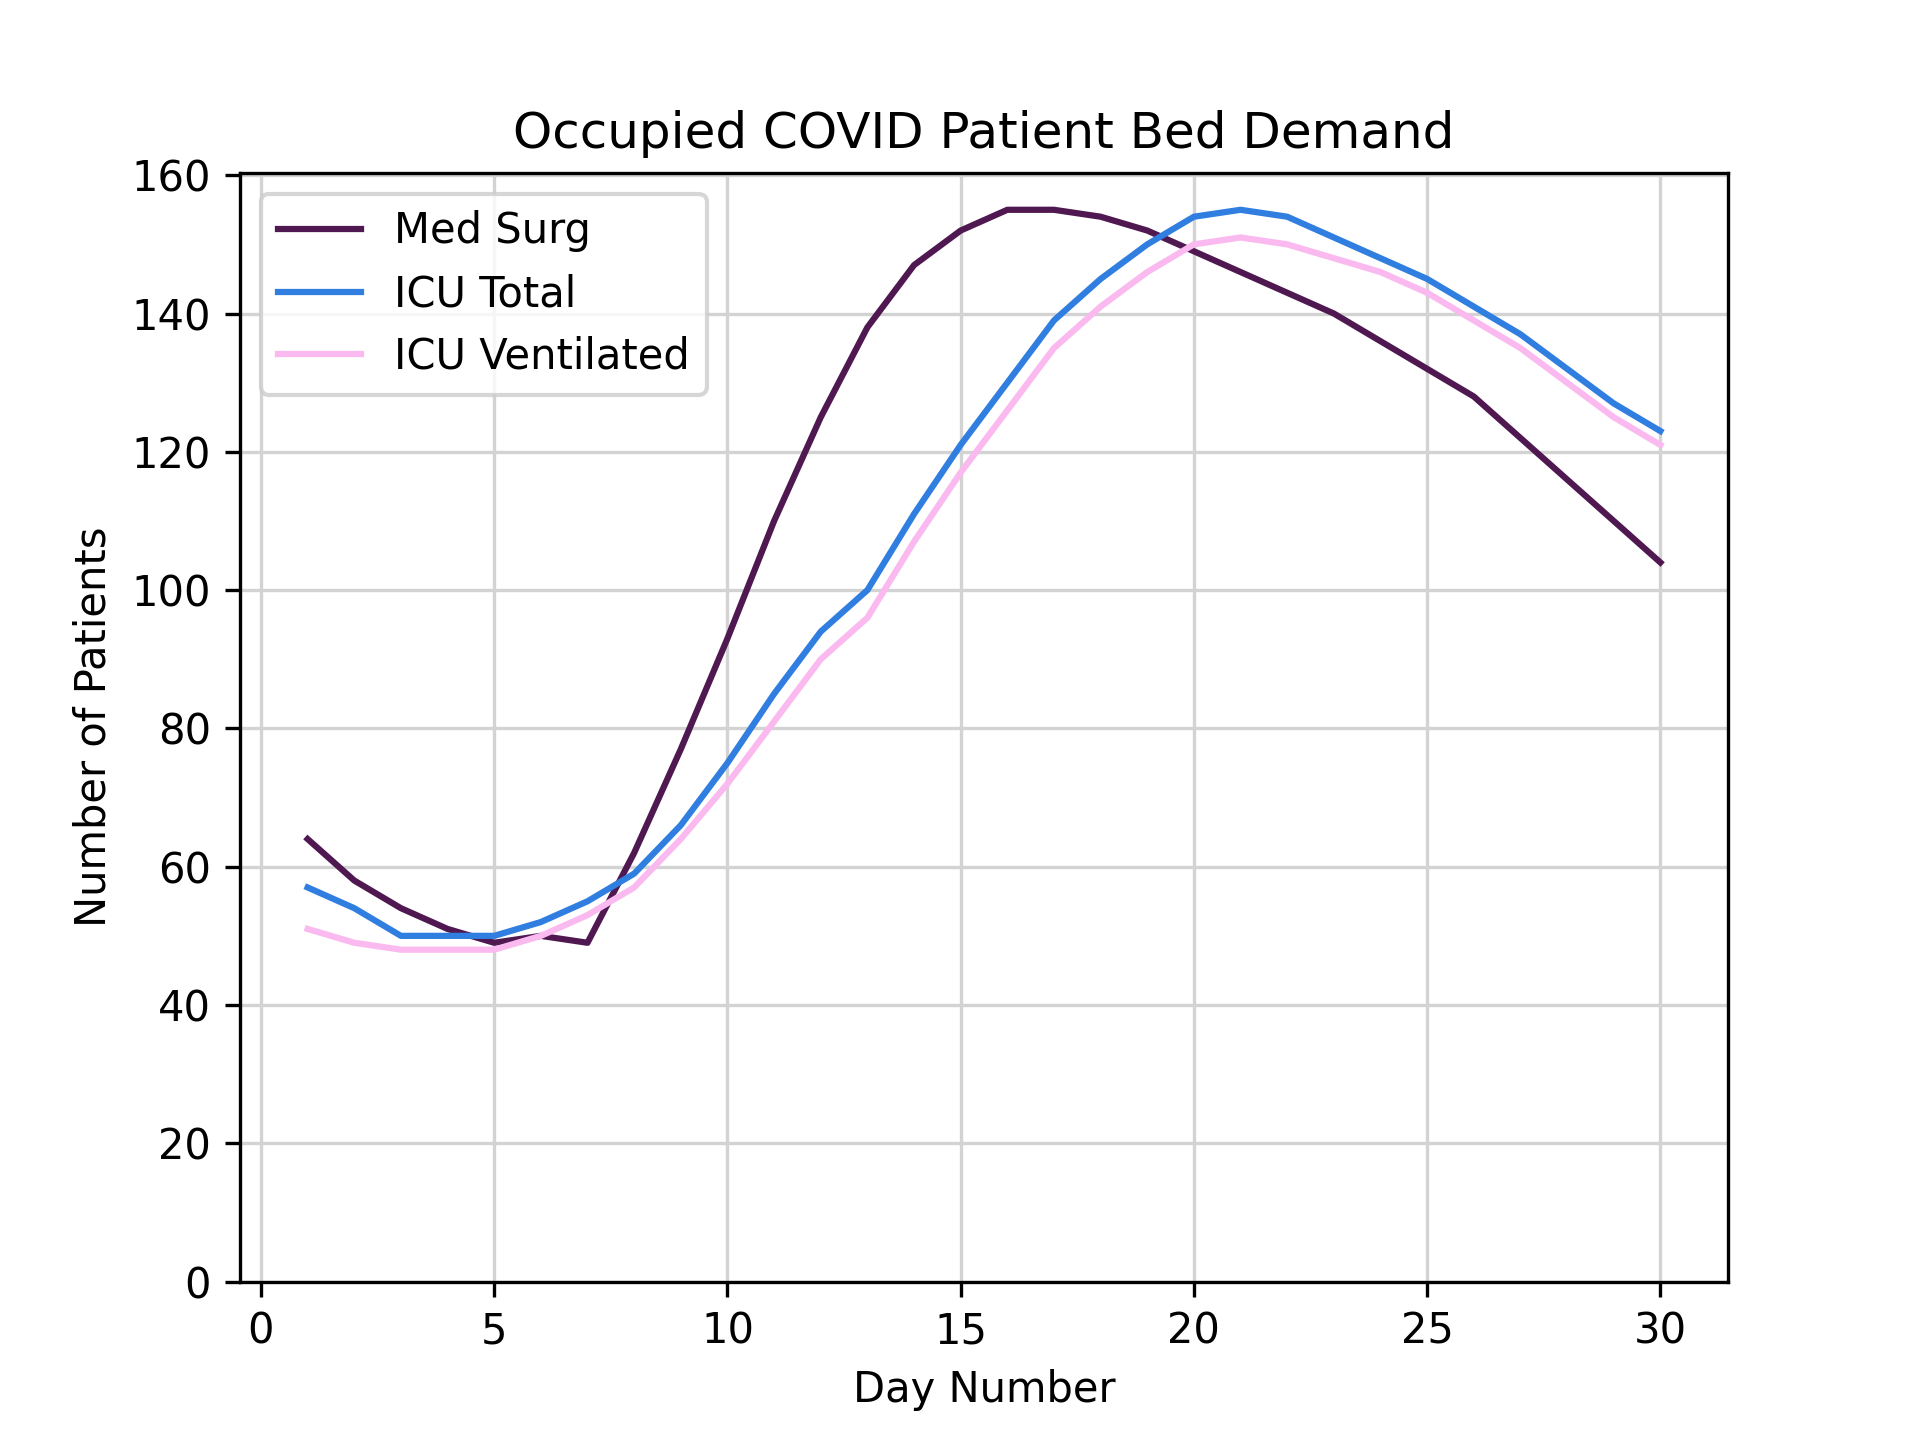 Occupied COVID Patient Bed Demand
Med Surg
ICU Total
ICU Ventilated
Number of Patients
160
140
120
100
80
60
40
20
0
0 5 10 15 20 25 30
Day Number